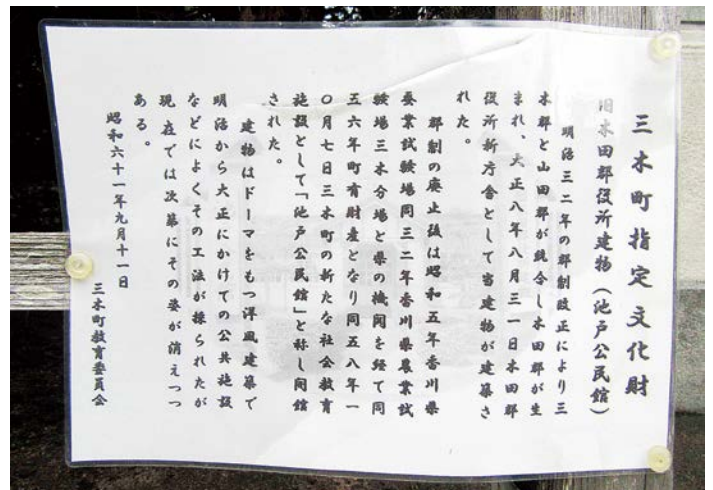 三木町指定文化財
旧木田郡役所建物(池戸公民館)
明治三二年の郡制改正により三
木郡と山田郡が統合し木田郡が生
まれ、大正八年八月三一日木田郡
役所新庁舎として当建物が建築さ
れた。
郡制の廃止後は昭和五年香川県
蚕業試験場同三二年香川県農業試
験場三木分場と県の機関を経て同
五六年町有財産となり同五八年一
〇月七日三木町の新たな社会教育
施設として「池戸公民館」と称し開館
された。
建物はドーマをもつ洋風建築で
明治から大正にかけての公共施設
などによくその工法が採られたが
現在では次第にその姿が消えつつ
ある。
昭和六十一年九月十一日
三木町教育委員会